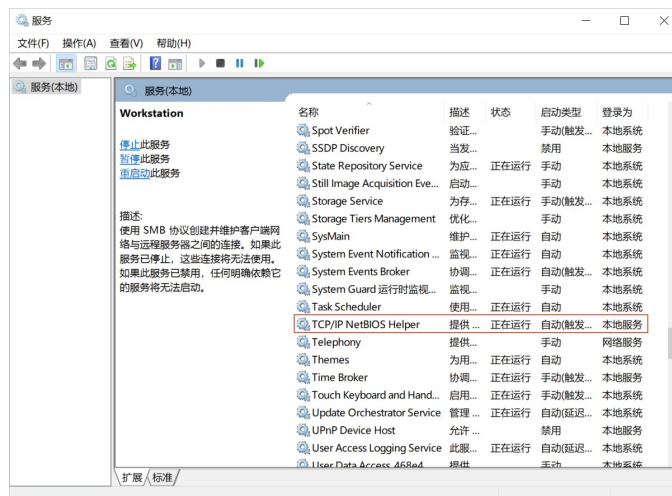 服务
文件(F) 操作(A) 查看(V) 帮助(H)
服务(本地)
服务(本地)
Workstation
停止此服务
暂停此服务
重启动此服务
描述:
使用 SMB 协议创建并维护客户端网
络与远程服务器之间的连接。如果此
服务已停止，这些连接将无法使用。
如果此服务已禁用，任何明确依赖它
的服务将无法启动。
名称 描述 状态 启动类型 登录为
Spot Verifier 验证... 手动(触发... 本地系统
SSDP Discovery 当发... 禁用 本地服务
State Repository Service 为应... 正在运行 手动 本地系统
Still Image Acquisition Eve... 启动... 手动 本地系统
Storage Service 为存... 正在运行 手动(触发... 本地系统
Storage Tiers Management 优化... 手动 本地系统
SysMain 维护... 正在运行 自动 本地系统
System Event Notification ... 监视... 正在运行 自动 本地系统
System Events Broker 协调... 正在运行 自动(触发... 本地系统
System Guard 运行时监视... 监视... 手动 本地系统
Task Scheduler 使用... 正在运行 自动 本地系统
TCP/IP NetBIOS Helper 提供 ... 正在运行 自动(触发... 本地服务
Telephony 提供... 手动 网络服务
Themes 为用... 正在运行 自动 本地系统
Time Broker 协调... 正在运行 手动(触发... 本地服务
Touch Keyboard and Hand... 启用... 正在运行 手动(触发... 本地系统
Update Orchestrator Service 管理 ... 正在运行 自动(延迟... 本地系统
UPnP Device Host 允许 ... 禁用 本地服务
User Access Logging Service 此服... 正在运行 自动(延迟... 本地系统
User Data Access_468e4 提供... 手动 本地系统
扩展 标准